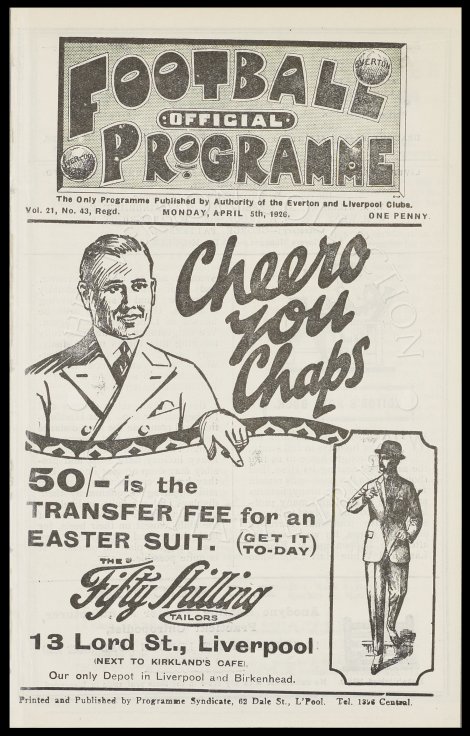 FOOTBALL
EVERTON
OFFICIAL
PROGRAMME
EVERTON
The Only Programme Published by Authority of the Everton and Liverpool Clubs.
Vol. 21, No. 43, Regd. MONDAY, APRIL 5th, 1926. ONE PENNY
Cheero
you
Chaps
50/- is the
TRANSFER FEE for an
EASTER SUIT. (GET IT TO-DAY)
THE
Fifty Shilling
TAILORS
13 Lord St., Liverpool
(NEXT TO KIRKLAND'S CAFE).
Our only Depot in Liverpool and Birkenhead.
Printed and Published by Programme Syndicate, 62 Dale St., L'Pool. Tel. Central.